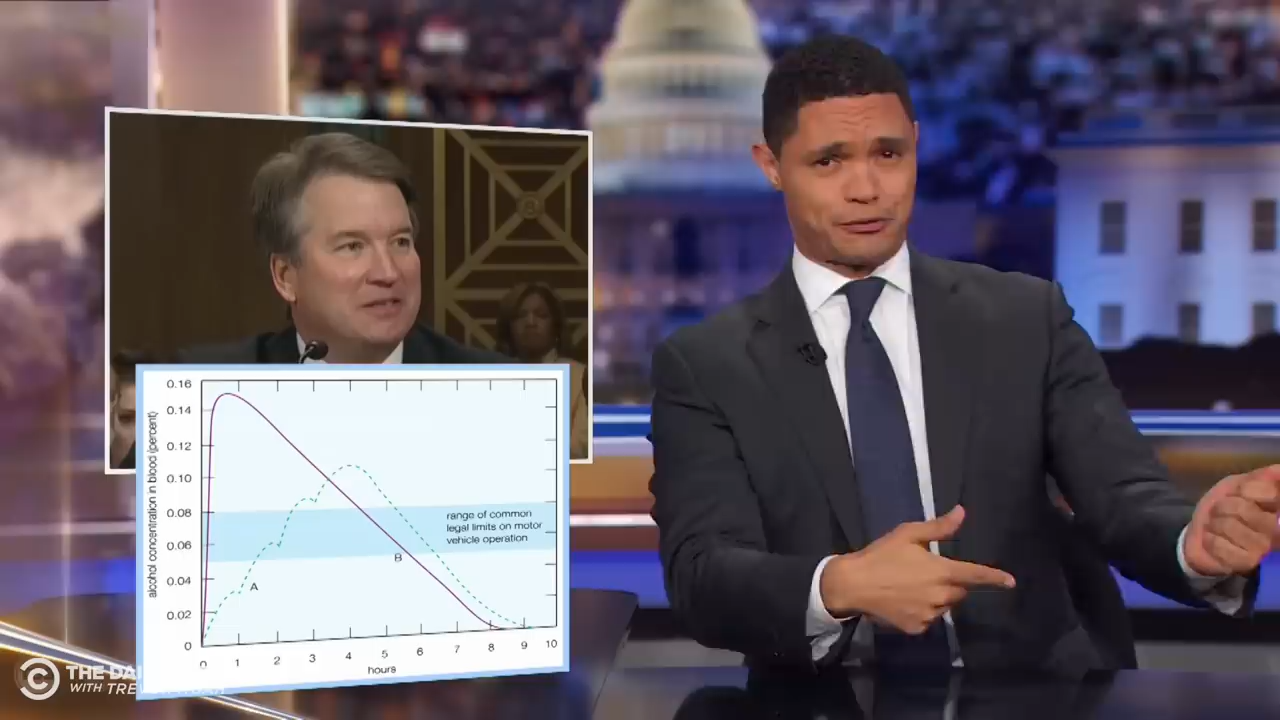 0.16
0.14
0.12
0.10
0.08
0.06
0.04
0.02
0
alcohol concentration in blood (percent)
range of common
legal limits on motor
vehicle operation
A
B
0 1 2 3 4 5 6 7 8 9 10
hours
THE
WITH